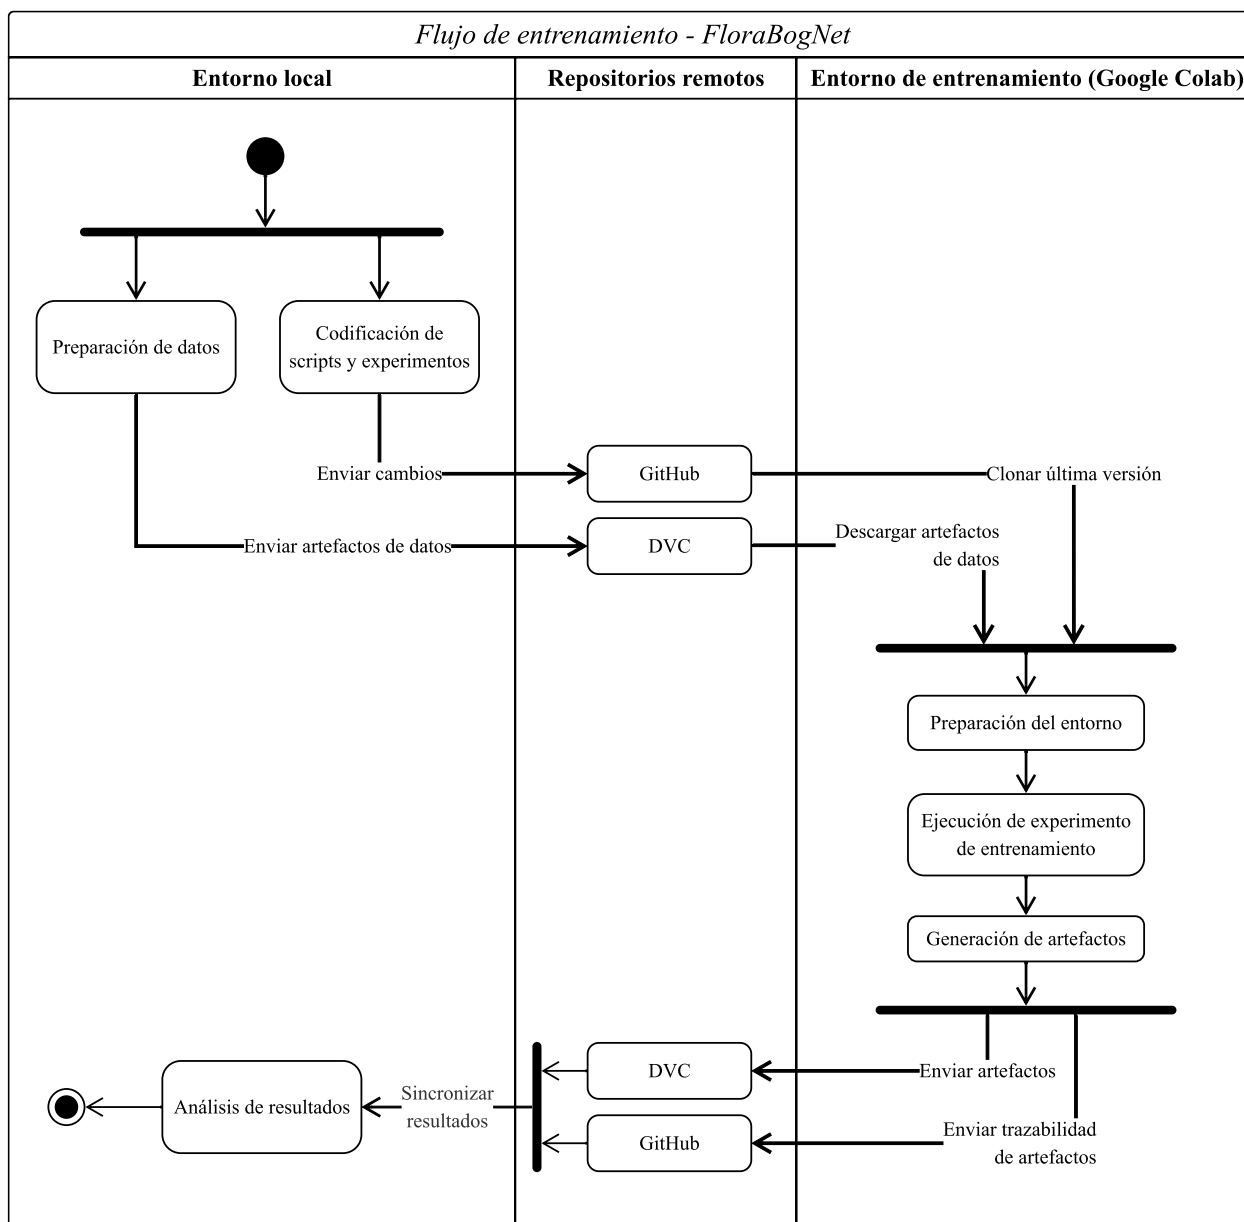 Flujo de entrenamiento - FloraBogNet
Entorno local
Repositorios remotos
Entorno de entrenamiento (Google Colab)
Preparación de datos
Codificación de
scripts y experimentos
Enviar cambios
GitHub
Clonar última versión
Enviar artefactos de datos
DVC
Descargar artefactos
de datos
Preparación del entorno
Ejecución de experimento
de entrenamiento
Generación de artefactos
Enviar artefactos
DVC
Enviar trazabilidad
de artefactos
GitHub
Sincronizar
resultados
Análisis de resultados